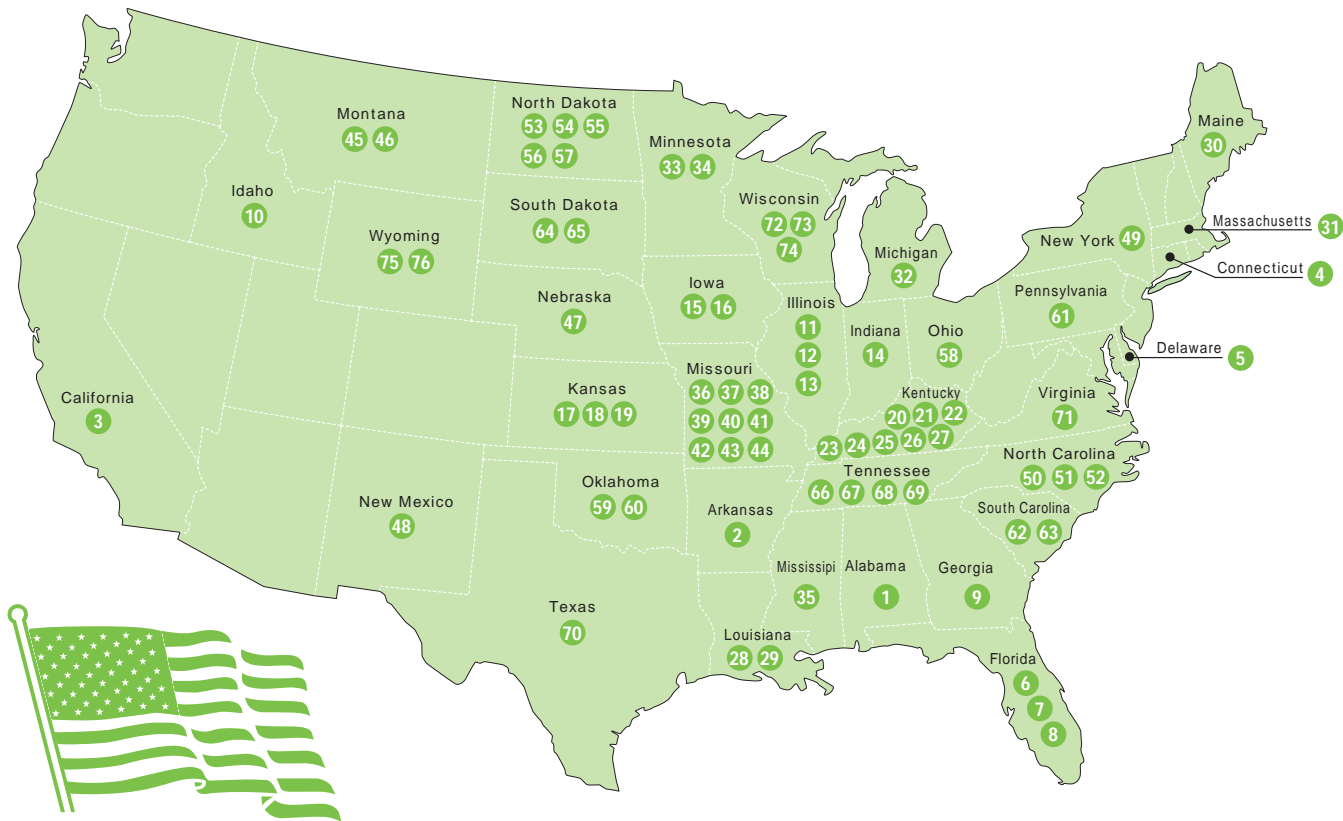 Montana
45 46
North Dakota
53 54 55
56 57
Minnesota
33 34
Maine
30
Idaho
10
Wyoming
75 76
South Dakota
64 65
Wisconsin
72 73
74
Michigan
32
New York 49
Massachusetts 31
Connecticut 4
Nebraska
47
Iowa
15 16
Illinois
11
12
13
Indiana
14
Ohio
58
Pennsylvania
61
Delaware 5
California
3
Kansas
17 18 19
Missouri
36 37 38
39 40 41
42 43 44
Kentucky
20 21 22
23 24 25 26 27
Virginia
71
New Mexico
48
Oklahoma
59 60
Arkansas
2
Tennessee
66 67 68 69
North Carolina
50 51 52
South Carolina
62 63
Texas
70
Louisiana
28 29
Mississipi
35
Alabama
1
Georgia
9
Florida
6
7
8